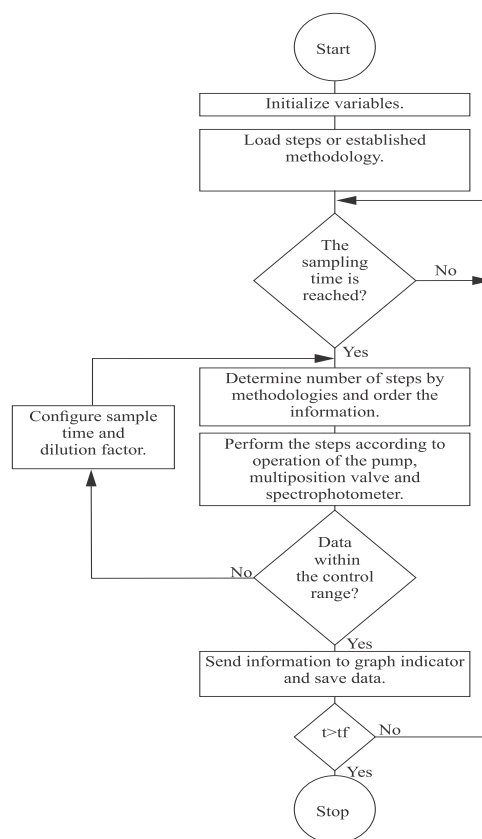 Start
Initialize variables.
Load steps or established
methodology.
The
sampling
time is
reached?
No
Yes
Determine number of steps by
methodologies and order the
information.
Configure sample
time and
dilution factor.
Perform the steps according to
operation of the pump,
multiposition valve and
spectrophotometer.
Data
within
the control
range?
No
Yes
Send information to graph indicator
and save data.
t>tf
No
Yes
Stop